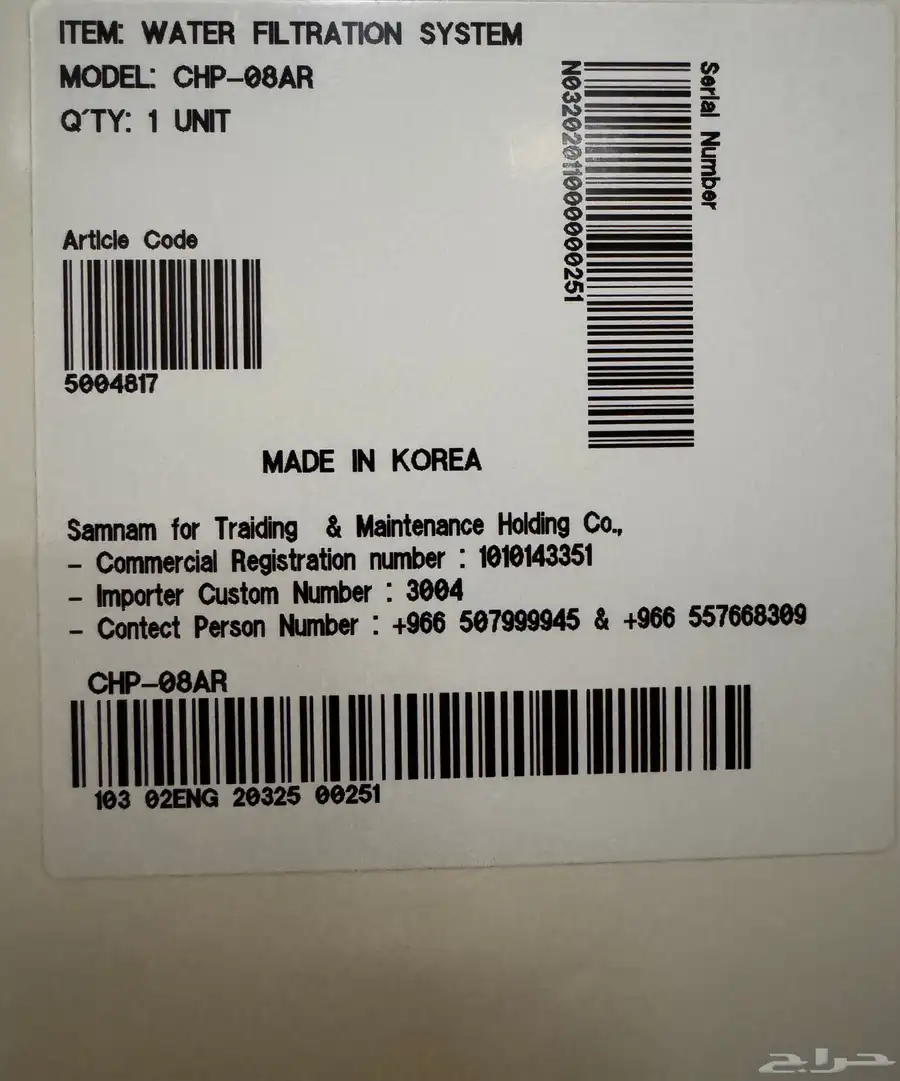 ITEM: WATER FILTRATION SYSTEM
MODEL: CHP-08AR
Q'TY: 1 UNIT
Serial Number
N0320201100000251
Article Code
5004817
MADE IN KOREA
Samnam for Traiding & Maintenance Holding Co.,
- Commercial Registration number : 1010143351
- Importer Custom Number : 3004
- Contect Person Number : +966 507999945 & +966 557668309
CHP-08AR
103 02ENG 20325 00251
حراج